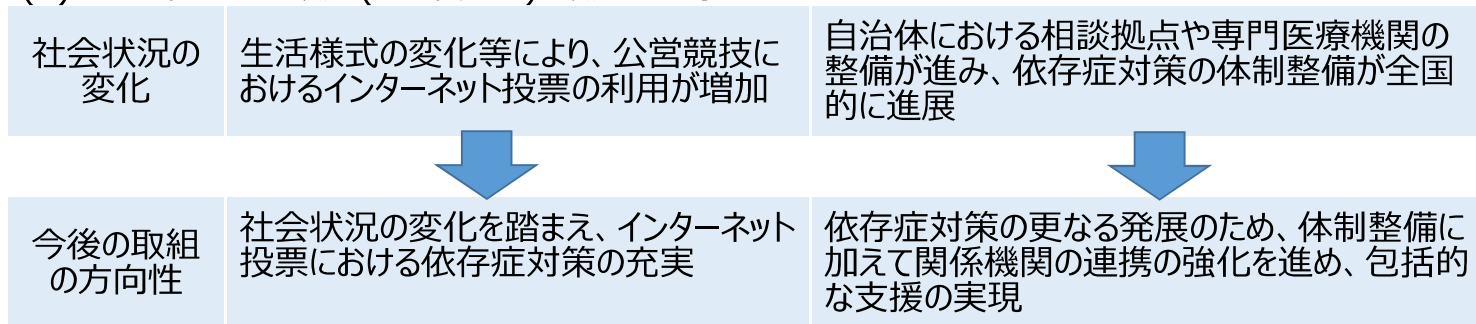 社会状況の
変化
生活様式の変化等により、公営競技に
おけるインターネット投票の利用が増加
自治体における相談拠点や専門医療機関の
整備が進み、依存症対策の体制整備が全国
的に進展
今後の取組
の方向性
社会状況の変化を踏まえ、インターネット
投票における依存症対策の充実
依存症対策の更なる発展のため、体制整備に
加えて関係機関の連携の強化を進め、包括的
な支援の実現